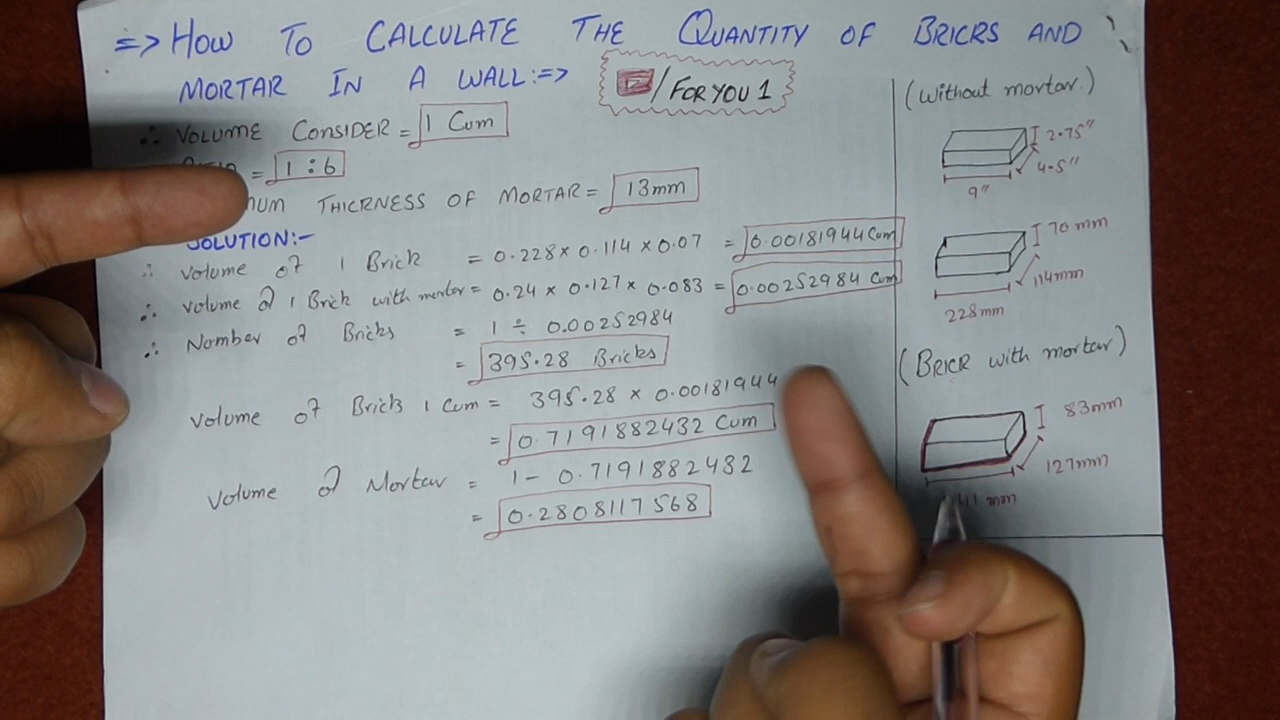 => HOW TO CALCULATE THE QUANTITY OF BRICKS AND
MORTAR IN A WALL:=>
/FOR YOU 1
∴ VOLUME CONSIDER = 1 Cum
= 1:6
THICKNESS OF MORTAR = 13mm
SOLUTION:-
∴ Volume of 1 Brick = 0.228 × 0.114 × 0.07 = 0.00181944 Cum
∴ Volume of 1 Brick with mortar = 0.24 × 0.127 × 0.083 = 0.00252984 Cum
∴ Number of Bricks = 1 ÷ 0.00252984
= 395.28 Bricks
Volume of Bricks 1 Cum = 395.28 × 0.00181944
= 0.7191882432 Cum
Volume of Mortar = 1 - 0.7191882432
= 0.2808117568
(Without mortar.)
2.75"
4.5"
9"
70 mm
114mm
228mm
(BRICK with mortar)
83mm
127mm
41 mm